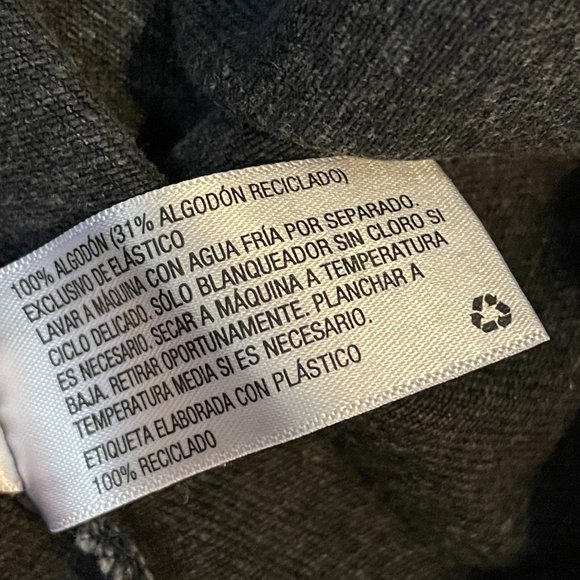 100% ALGODÓN (31% ALGODÓN RECICLADO)
EXCLUSIVO DE ELÁSTICO
LAVAR A MÁQUINA CON AGUA FRÍA POR SEPARADO.
CICLO DELICADO. SÓLO BLANQUEADOR SIN CLORO SI
ES NECESARIO. SECAR A MÁQUINA A TEMPERATURA
BAJA. RETIRAR OPORTUNAMENTE. PLANCHAR A
TEMPERATURA MEDIA SI ES NECESARIO.
ETIQUETA ELABORADA CON PLÁSTICO
100% RECICLADO